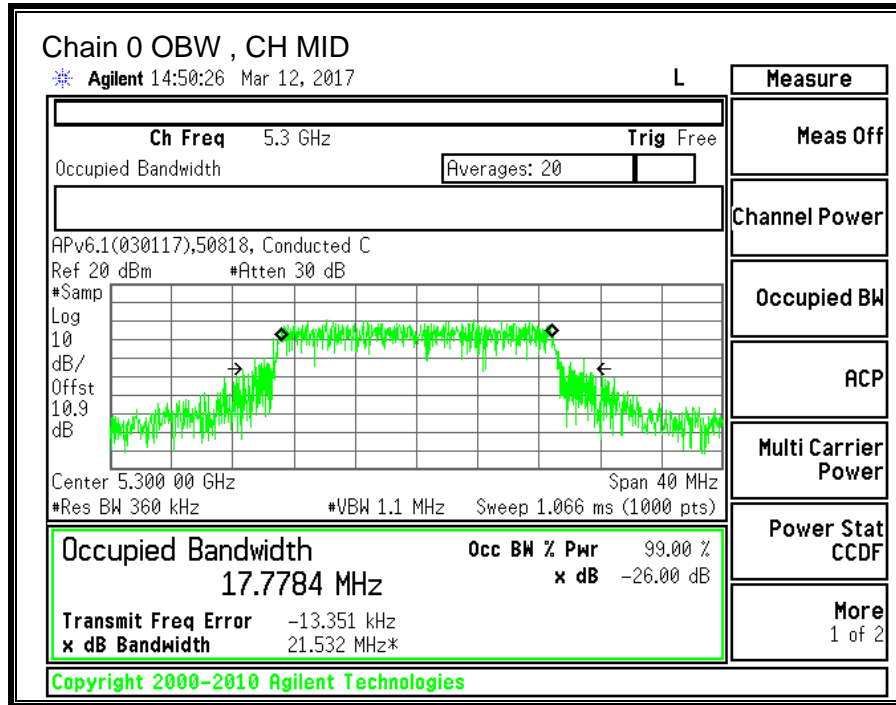 Chain 0 OBW , CH MID
Agilent 14:50:26 Mar 12, 2017 L
Measure
Ch Freq 5.3 GHz Trig Free
Meas Off
Occupied Bandwidth Averages: 20
Channel Power
APv6.1(030117),50818, Conducted C
Ref 20 dBm #Atten 30 dB
#Samp
Log
10
dB/
Offst
10.9
dB
Occupied BW
ACP
Center 5.300 00 GHz Span 40 MHz
#Res BW 360 kHz #VBW 1.1 MHz Sweep 1.066 ms (1000 pts)
Multi Carrier
Power
Occupied Bandwidth Occ BW % Pwr 99.00 %
17.7784 MHz x dB -26.00 dB
Power Stat
CCDF
Transmit Freq Error -13.351 kHz
x dB Bandwidth 21.532 MHz*
More
1 of 2
Copyright 2000-2010 Agilent Technologies